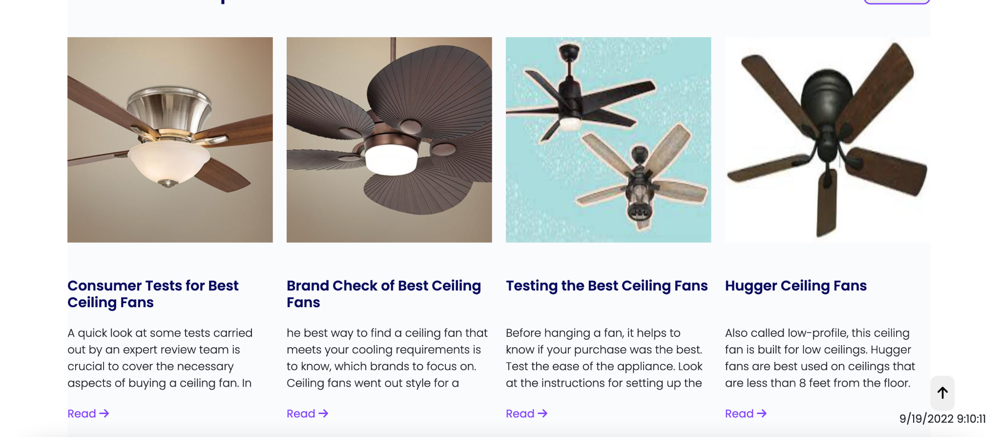 Consumer Tests for Best
Ceiling Fans
A quick look at some tests carried
out by an expert review team is
crucial to cover the necessary
aspects of buying a ceiling fan. In
Read →
Brand Check of Best Ceiling
Fans
he best way to find a ceiling fan that
meets your cooling requirements is
to know, which brands to focus on.
Ceiling fans went out style for a
Read →
Testing the Best Ceiling Fans
Before hanging a fan, it helps to
know if your purchase was the best.
Test the ease of the appliance. Look
at the instructions for setting up the
Read →
Hugger Ceiling Fans
Also called low-profile, this ceiling
fan is built for low ceilings. Hugger
fans are best used on ceilings that
are less than 8 feet from the floor.
Read →
9/19/2022 9:10:11